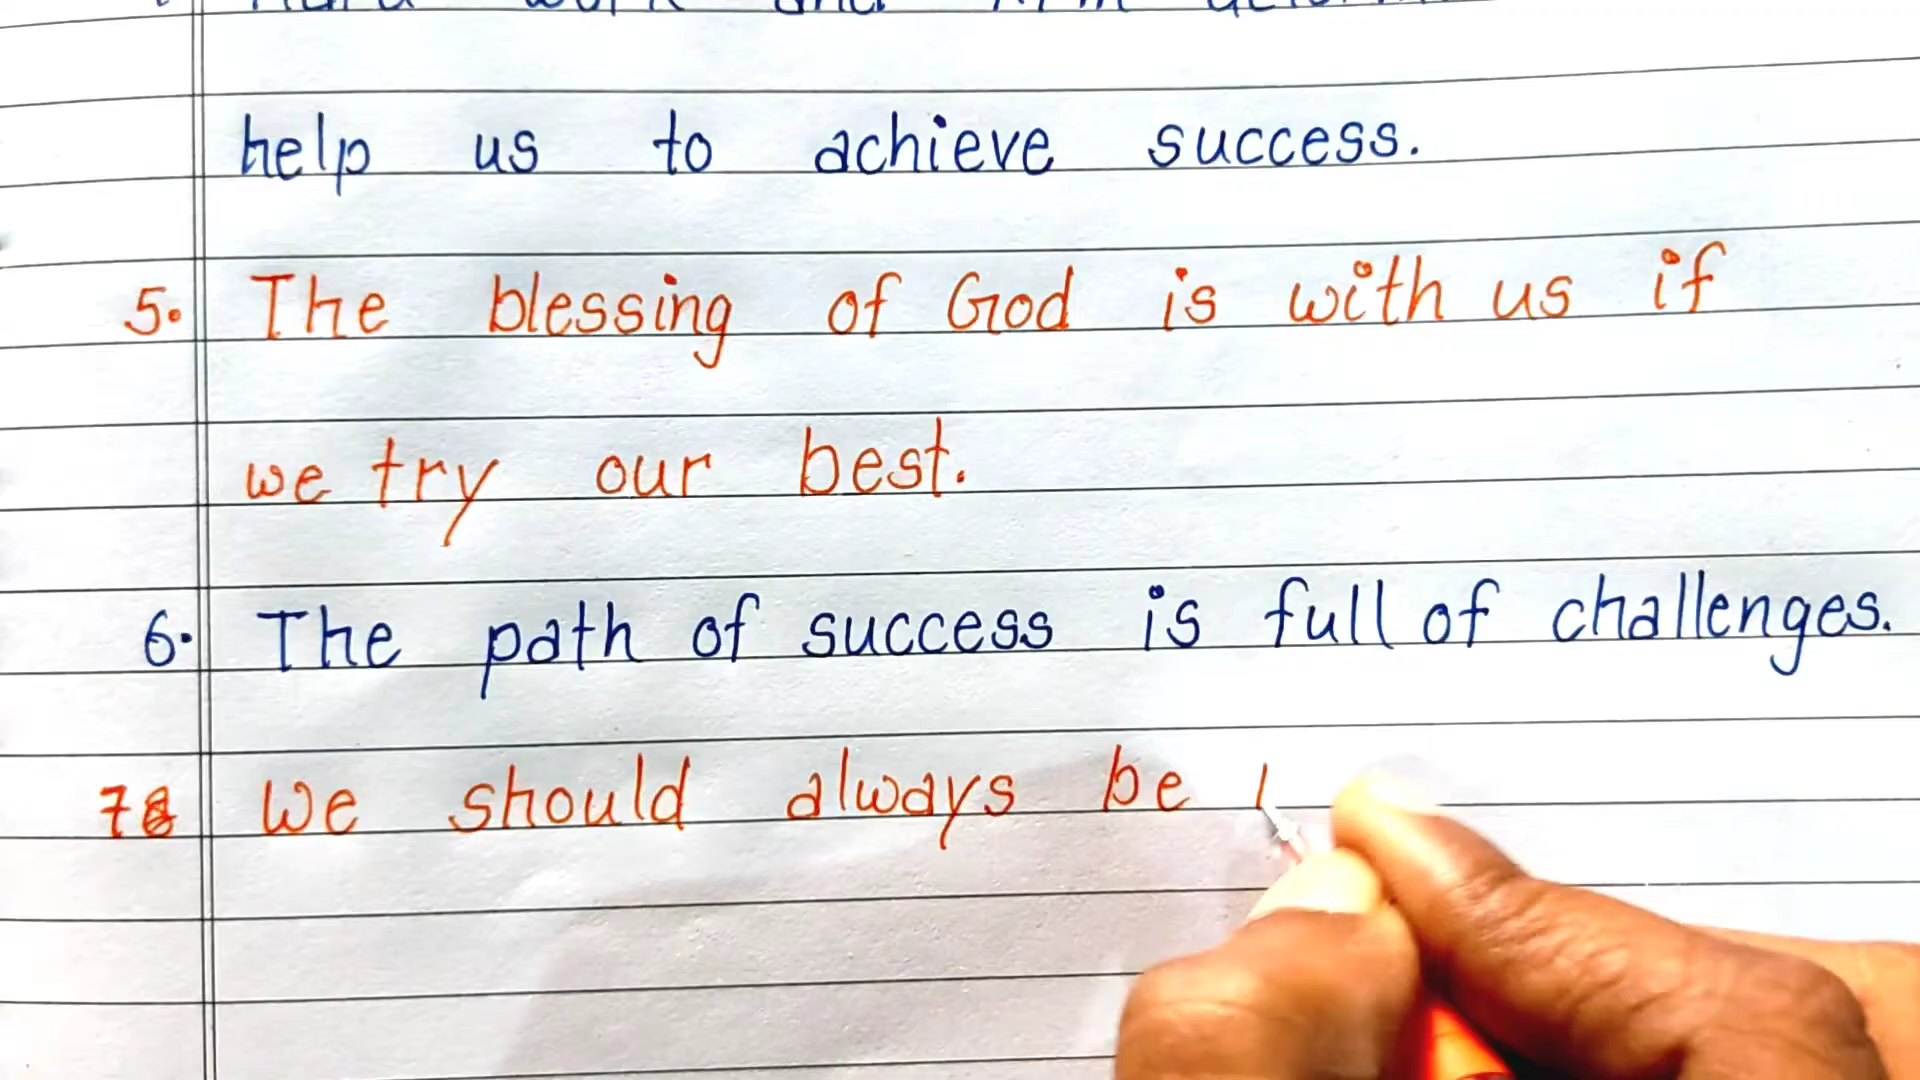 help us to achieve success.
5. The blessing of God is with us if
we try our best.
6. The path of success is full of challenges.
7. We should always be